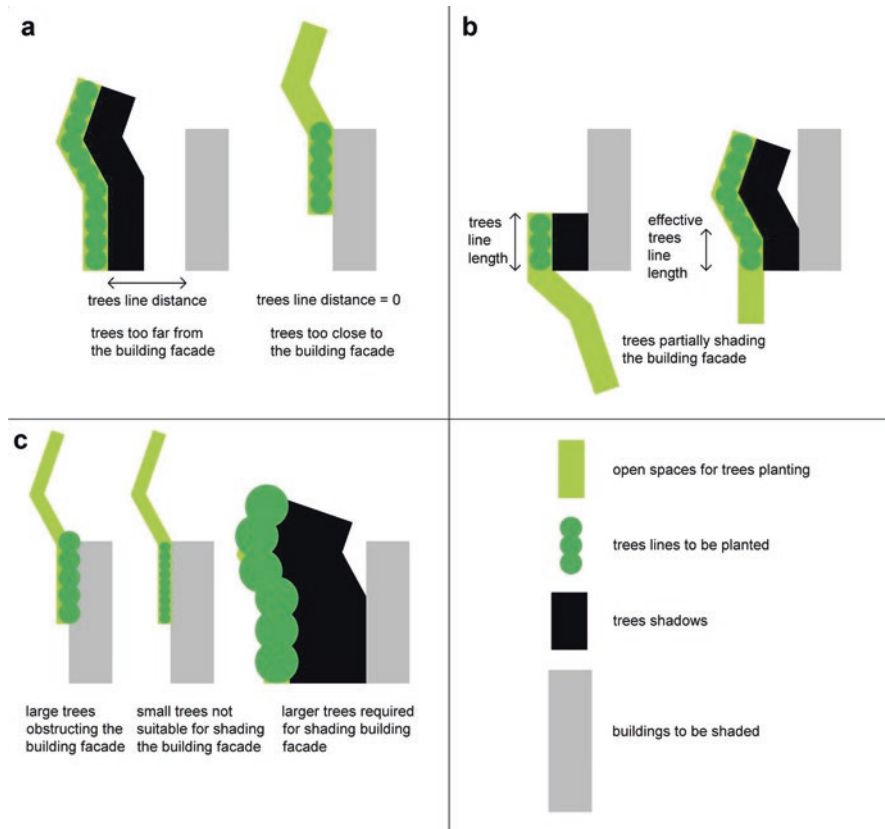 a
trees line distance
trees too far from
the building facade
trees line distance = 0
trees too close to
the building facade
b
trees
line
length
effective
trees
line
length
trees partially shading
the building facade
c
large trees
obstructing the
building facade
small trees not
suitable for shading
the building facade
larger trees required
for shading building
facade
open spaces for trees planting
trees lines to be planted
trees shadows
buildings to be shaded